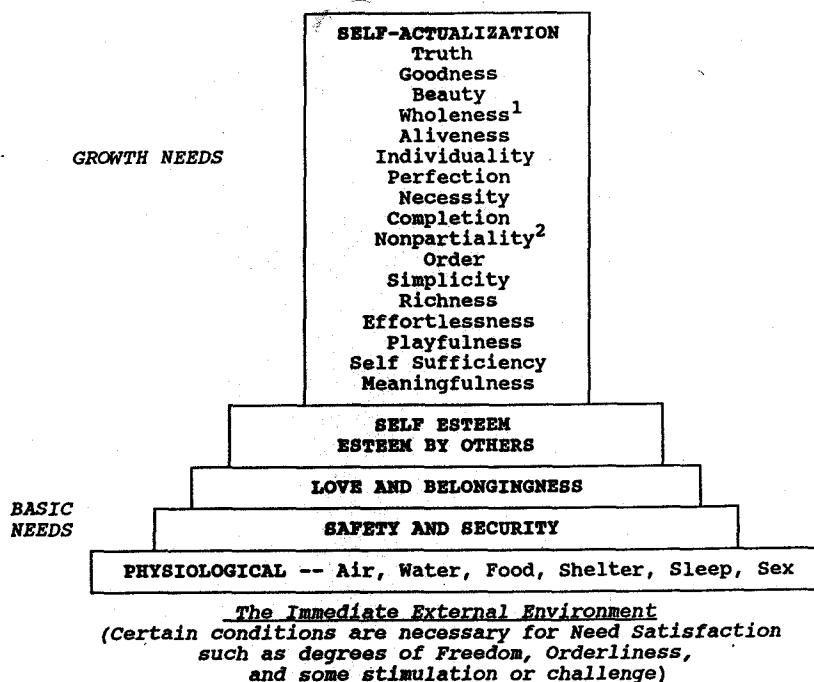 SELF-ACTUALIZATION
Truth
Goodness
Beauty
Wholeness1
Aliveness
GROWTH NEEDS
Individuality
Perfection
Necessity
Completion
Nonpartiality2
Order
Simplicity
Richness
Effortlessness
Playfulness
Self Sufficiency
Meaningfulness
SELF ESTEEM
ESTEEM BY OTHERS
LOVE AND BELONGINGNESS
BASIC
NEEDS
SAFETY AND SECURITY
PHYSIOLOGICAL -- Air, Water, Food, Shelter, Sleep, Sex
The Immediate External Environment
(Certain conditions are necessary for Need Satisfaction
such as degrees of Freedom, Orderliness,
and some stimulation or challenge)